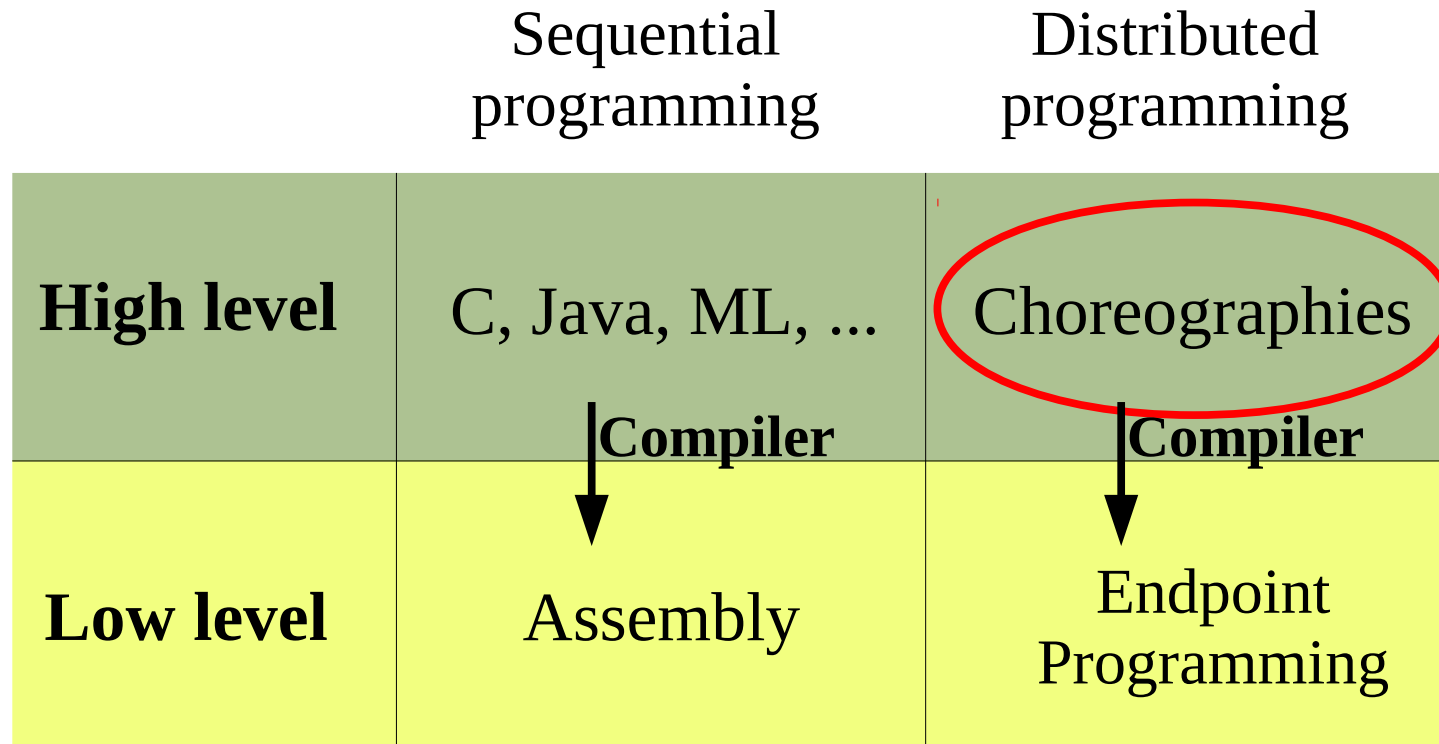 Sequential
programming
Distributed
programming
High level
C, Java, ML, ...
Choreographies
Compiler
Compiler
Low level
Assembly
Endpoint
Programming